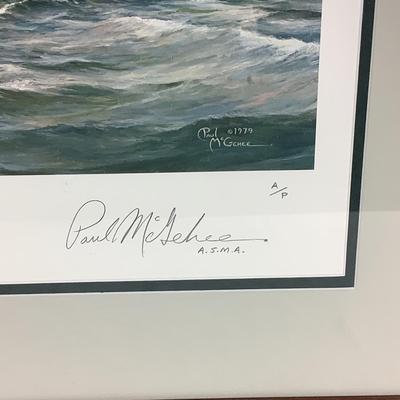 Paul ©1979
McGehee
A/P
Paul McGehee
A.S.M.A.